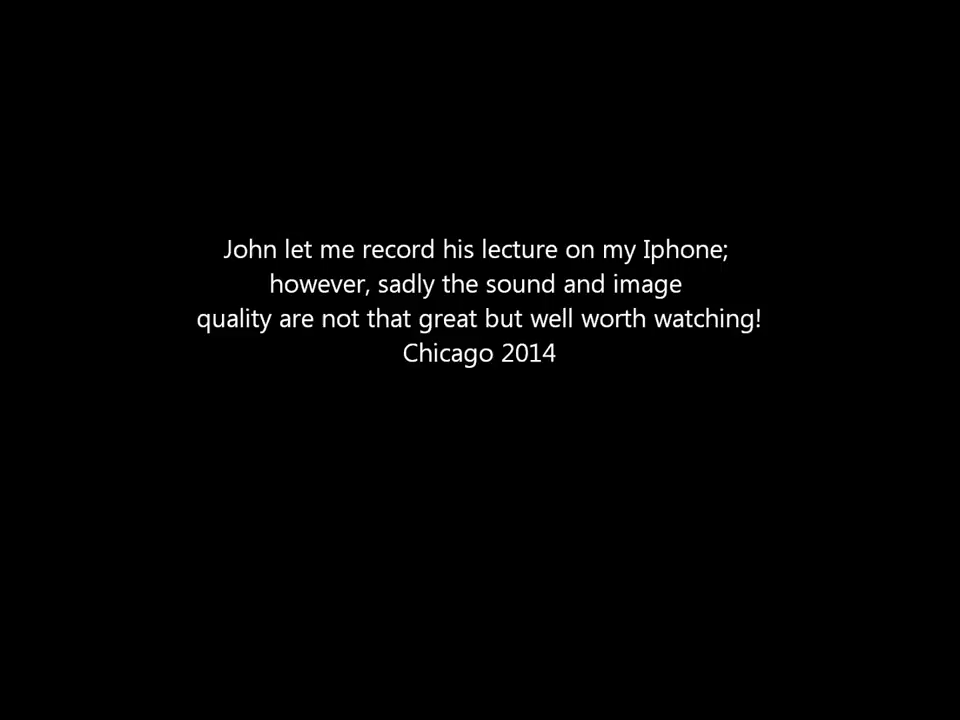 John let me record his lecture on my Iphone;
however, sadly the sound and image
quality are not that great but well worth watching!
Chicago 2014